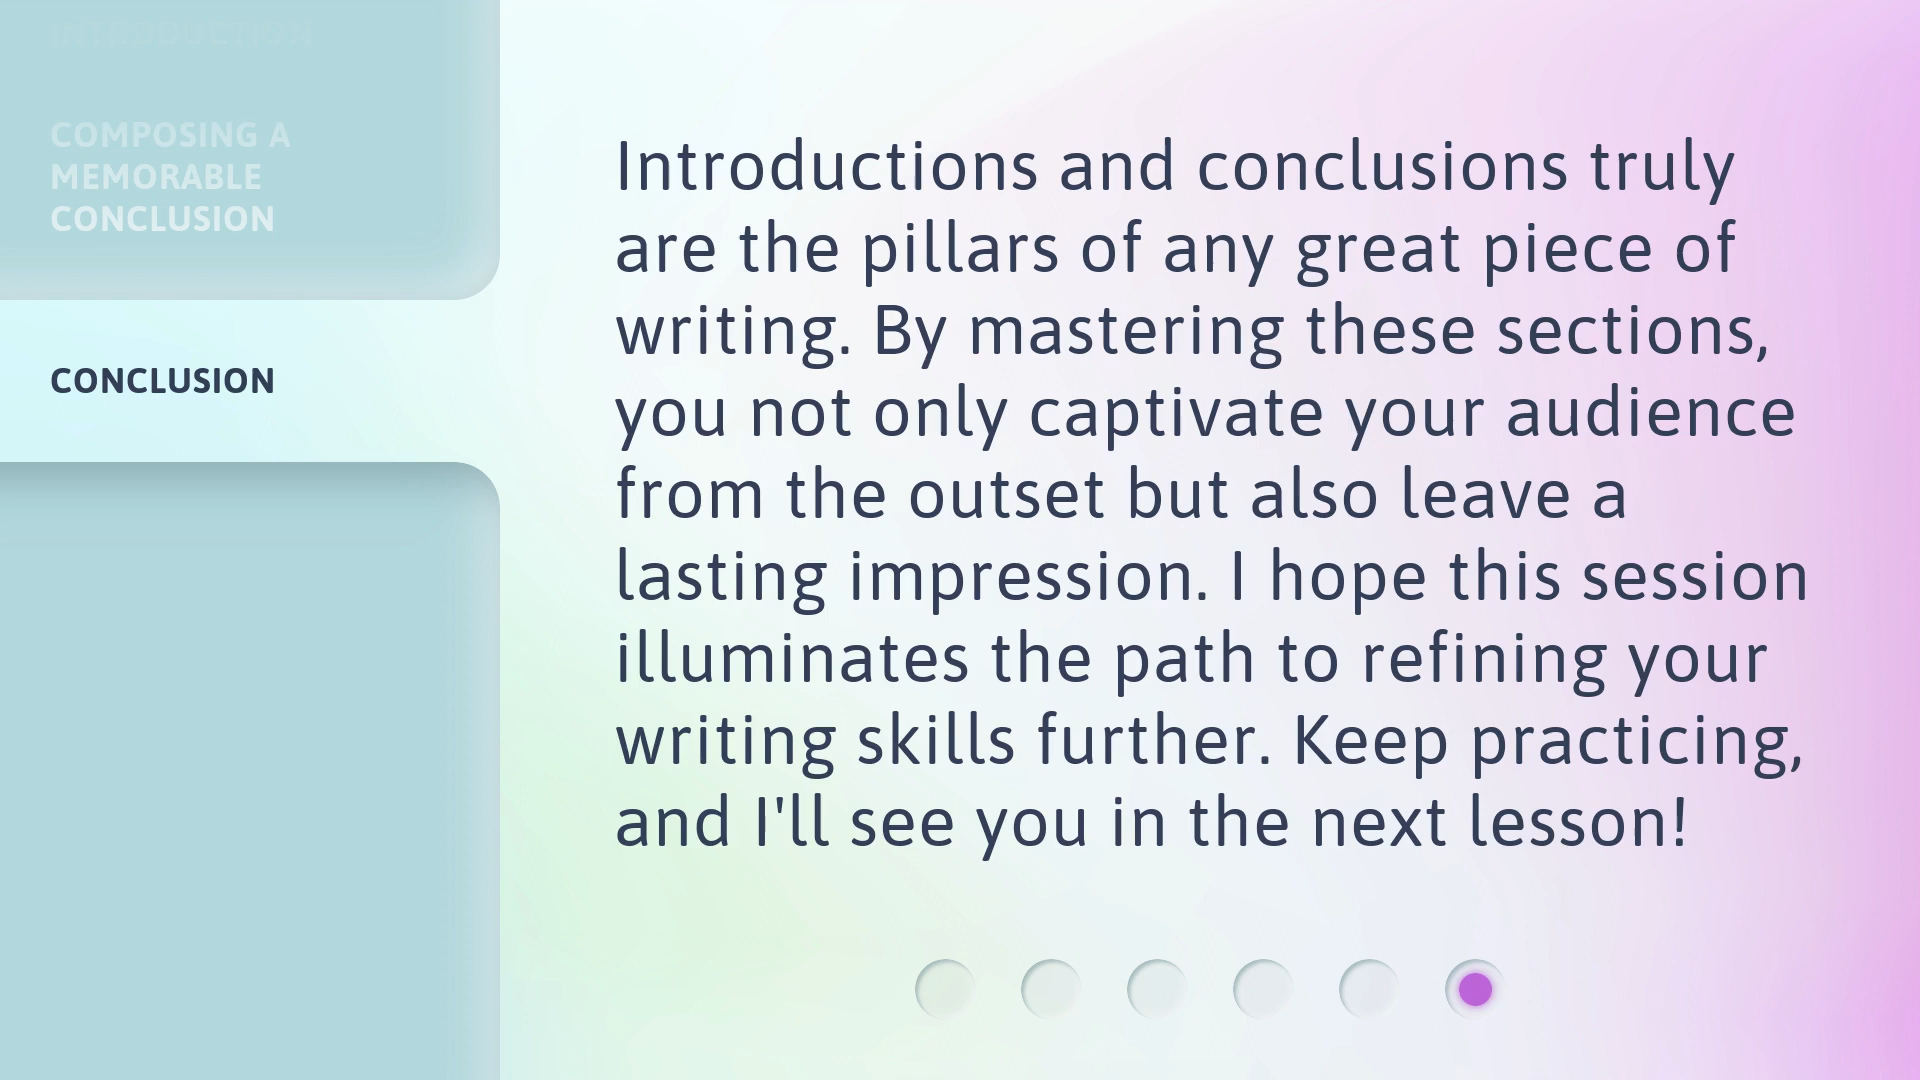 COMPOSING A
MEMORABLE
CONCLUSION
CONCLUSION
Introductions and conclusions truly
are the pillars of any great piece of
writing. By mastering these sections,
you not only captivate your audience
from the outset but also leave a
lasting impression. I hope this session
illuminates the path to refining your
writing skills further. Keep practicing,
and I'll see you in the next lesson!